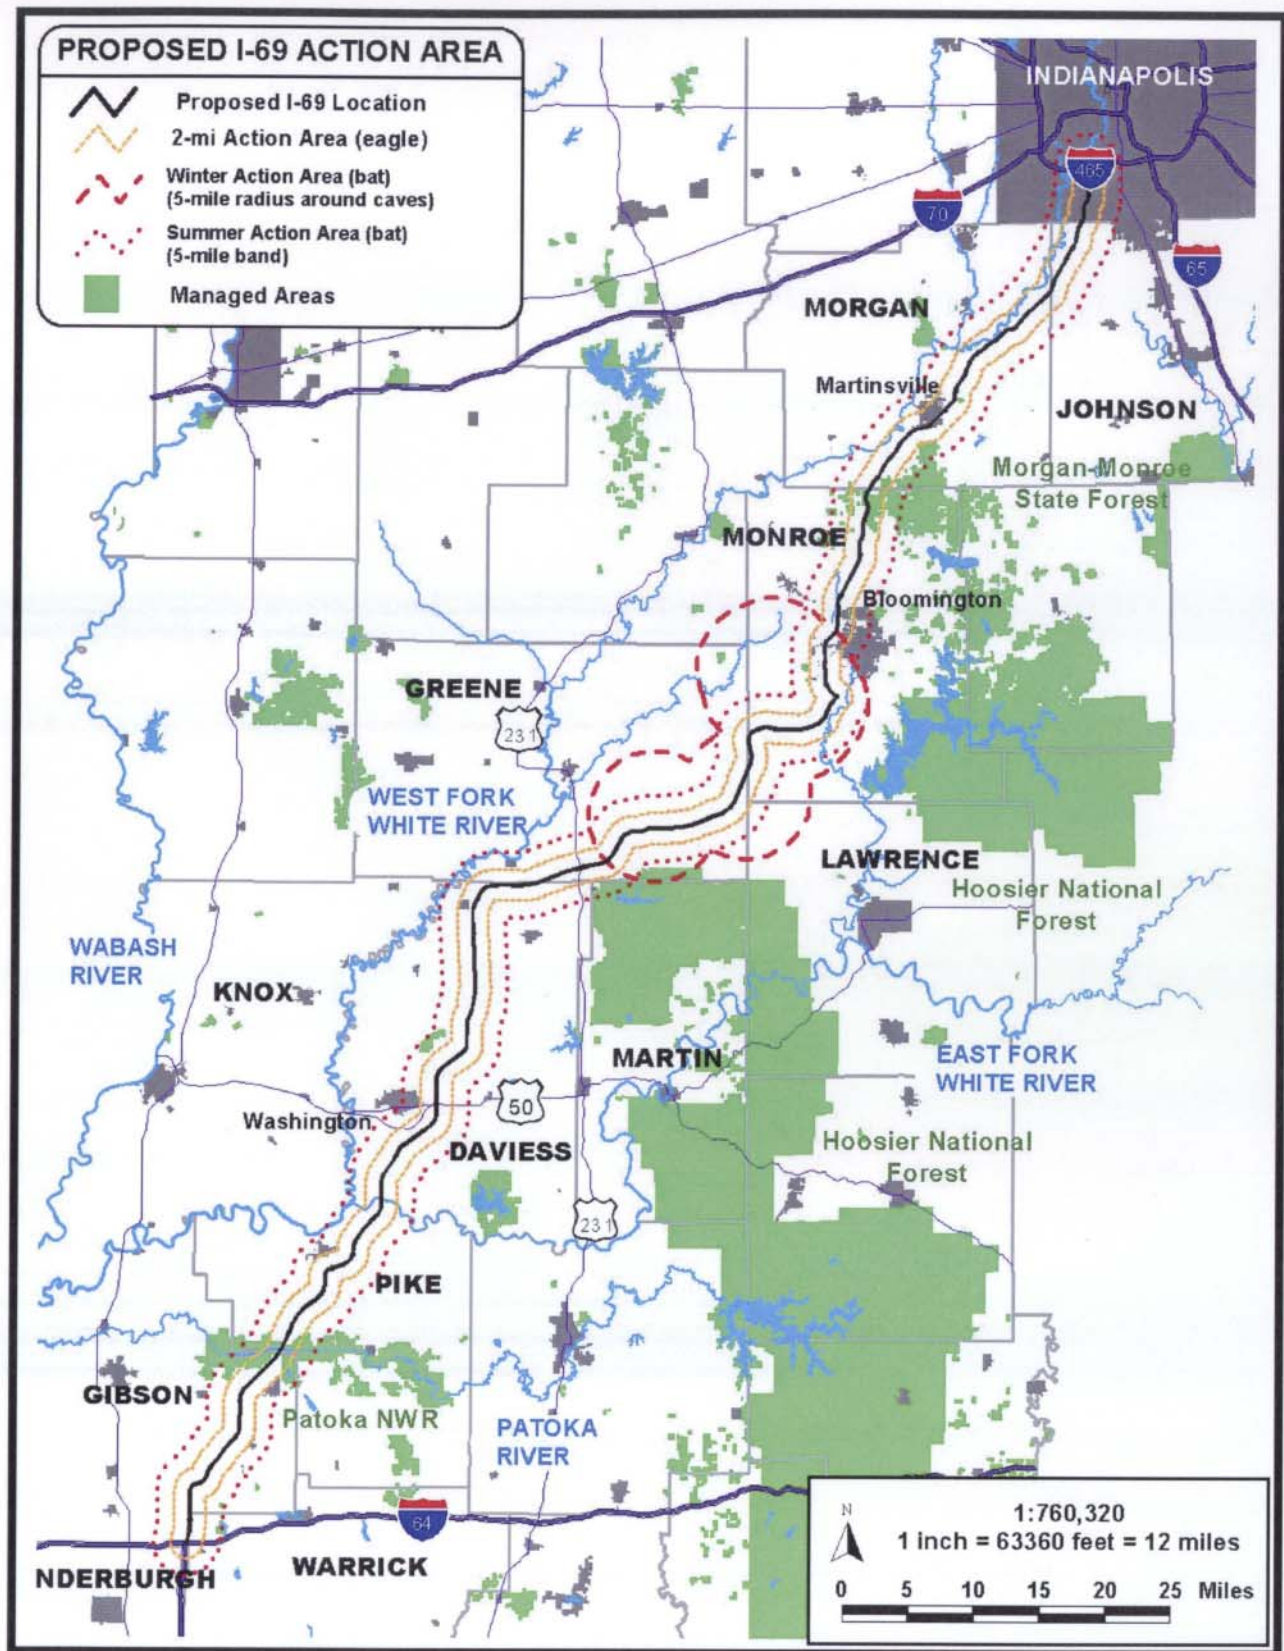 PROPOSED I-69 ACTION AREA
Proposed I-69 Location
2-mi Action Area (eagle)
Winter Action Area (bat)
(5-mile radius around caves)
Summer Action Area (bat)
(5-mile band)
Managed Areas
INDIANAPOLIS
465
70
65
MORGAN
Martinsville
JOHNSON
Morgan-Monroe
State Forest
MONROE
Bloomington
GREENE
231
WEST FORK
WHITE RIVER
LAWRENCE
Hoosier National
Forest
WABASH
RIVER
KNOX
MARTIN
EAST FORK
WHITE RIVER
50
Washington
DAVIESS
Hoosier National
Forest
231
PIKE
GIBSON
Patoka NWR
PATOKA
RIVER
64
WARRICK
NDERBURGH
N
1:760,320
1 inch = 63360 feet = 12 miles
0 5 10 15 20 25 Miles